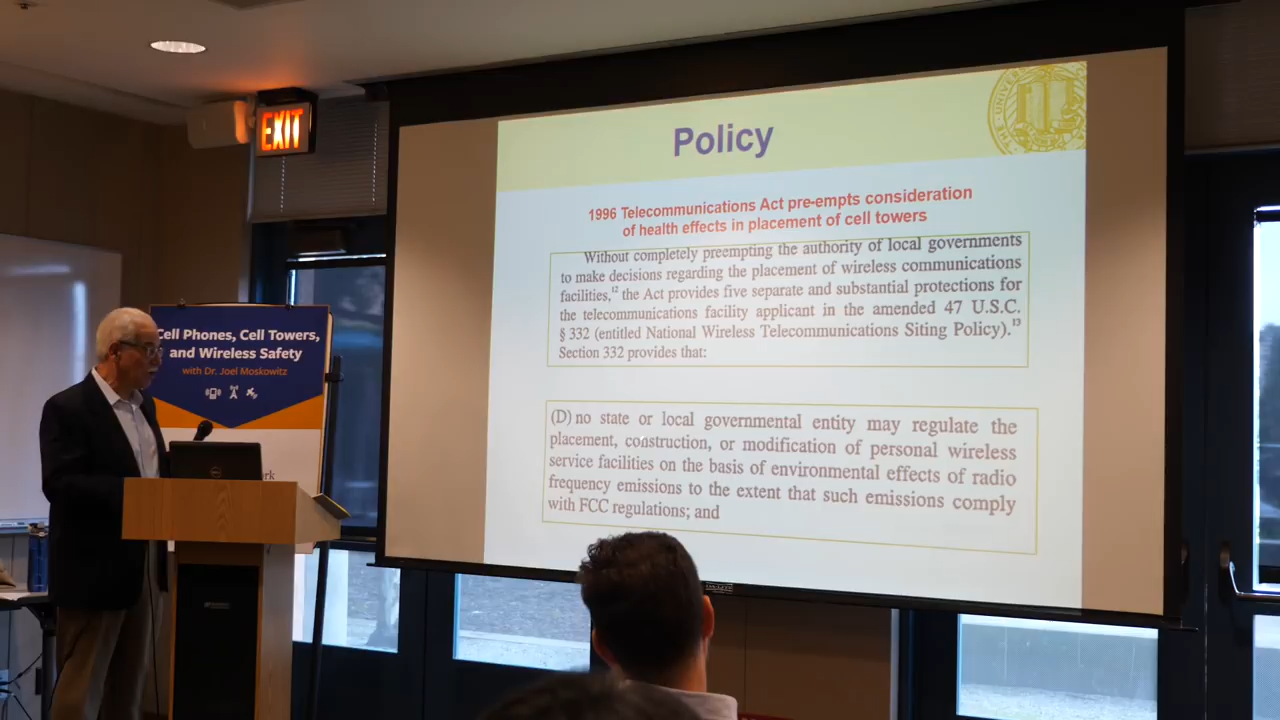 EXIT
Policy
1996 Telecommunications Act pre-empts consideration
of health effects in placement of cell towers
Without completely preempting the authority of local governments
to make decisions regarding the placement of wireless communications
facilities,¹² the Act provides five separate and substantial protections for
the telecommunications facility applicant in the amended 47 U.S.C.
§ 332 (entitled National Wireless Telecommunications Siting Policy).¹³
Section 332 provides that:
(D) no state or local governmental entity may regulate the
placement, construction, or modification of personal wireless
service facilities on the basis of environmental effects of radio
frequency emissions to the extent that such emissions comply
with FCC regulations; and
Cell Phones, Cell Towers,
and Wireless Safety
with Dr. Joel Moskowitz